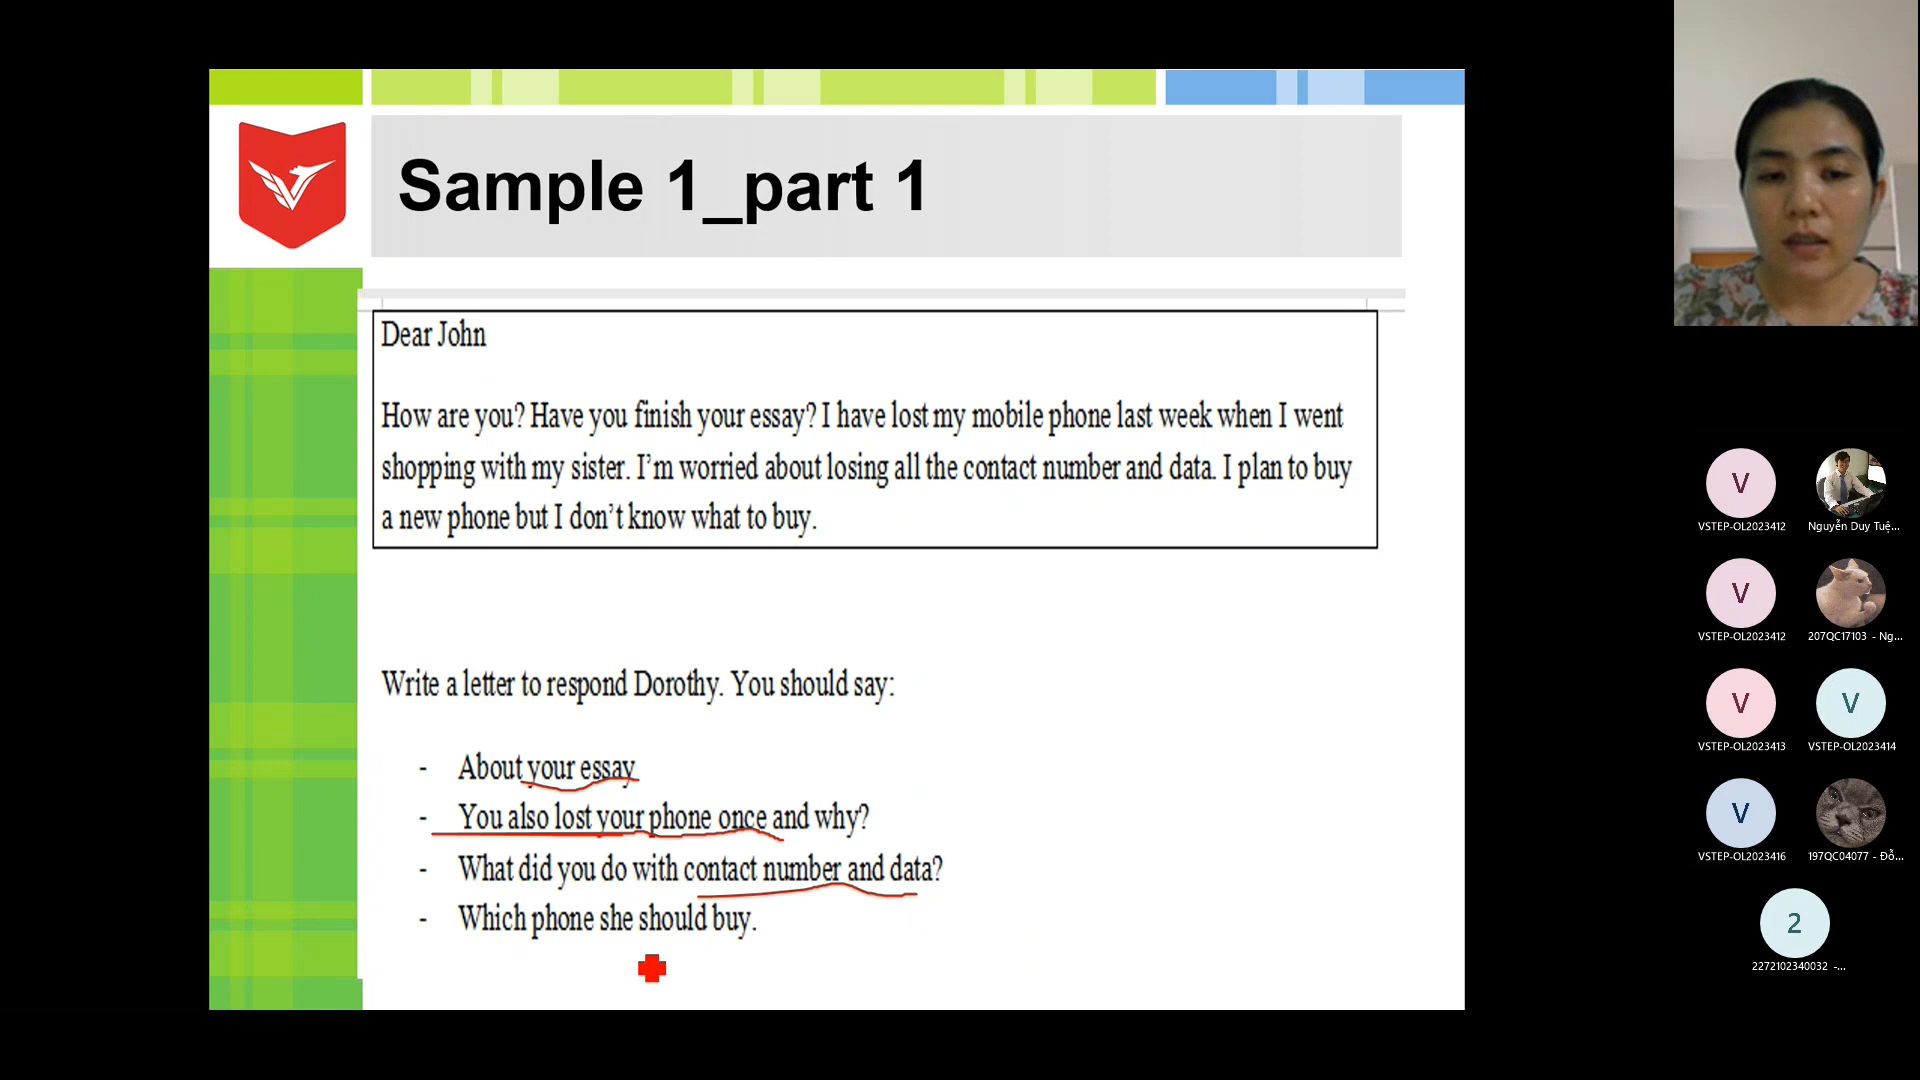 Sample 1_part 1
Dear John
How are you? Have you finish your essay? I have lost my mobile phone last week when I went
shopping with my sister. I'm worried about losing all the contact number and data. I plan to buy
a new phone but I don't know what to buy.
Write a letter to respond Dorothy. You should say:
- About your essay
- You also lost your phone once and why?
- What did you do with contact number and data?
- Which phone she should buy.
V
VSTEP-OL2023412
Nguyễn Duy Tuệ...
V
VSTEP-OL2023412
207QC17103 - Ng...
V
VSTEP-OL2023413
V
VSTEP-OL2023414
V
VSTEP-OL2023416
197QC04077 - Đỗ...
2
2272102340032 -...